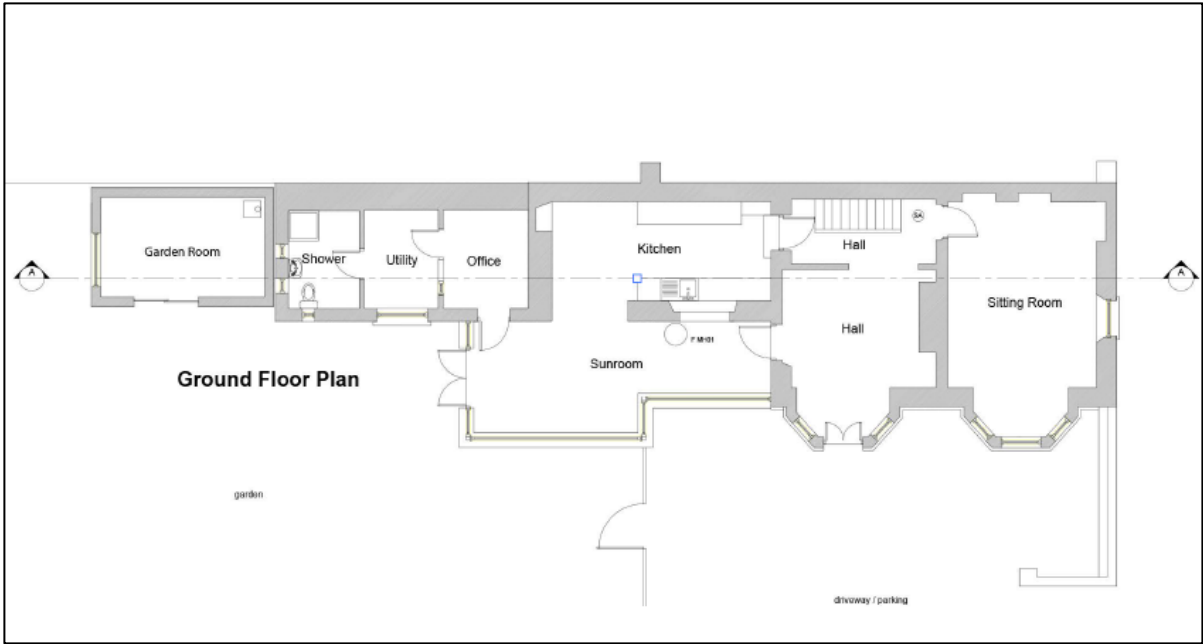 SA
Garden Room
Shower
Utility
Office
Kitchen
Hall
A
A
Sitting Room
Hall
Sunroom
Ground Floor Plan
garden
driveway / parking